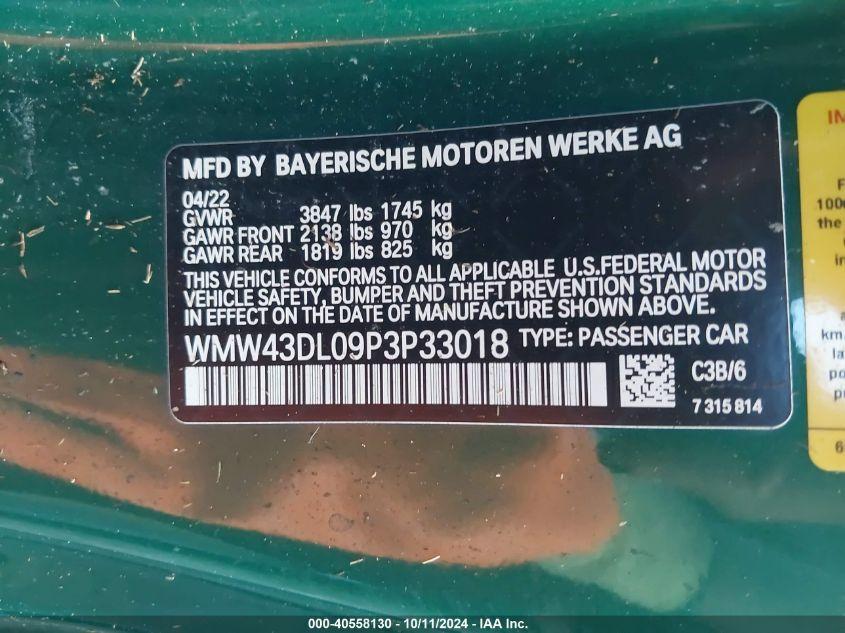 MFD BY BAYERISCHE MOTOREN WERKE AG
04/22
GVWR 3847 lbs 1745 kg
GAWR FRONT 2138 lbs 970 kg
GAWR REAR 1819 lbs 825 kg
THIS VEHICLE CONFORMS TO ALL APPLICABLE U.S.FEDERAL MOTOR
VEHICLE SAFETY, BUMPER AND THEFT PREVENTION STANDARDS
IN EFFECT ON THE DATE OF MANUFACTURE SHOWN ABOVE.
WMW43DL09P3P33018 TYPE: PASSENGER CAR
C3B/6
7 315 814
the
000-40558130 - 10/11/2024 - IAA Inc.